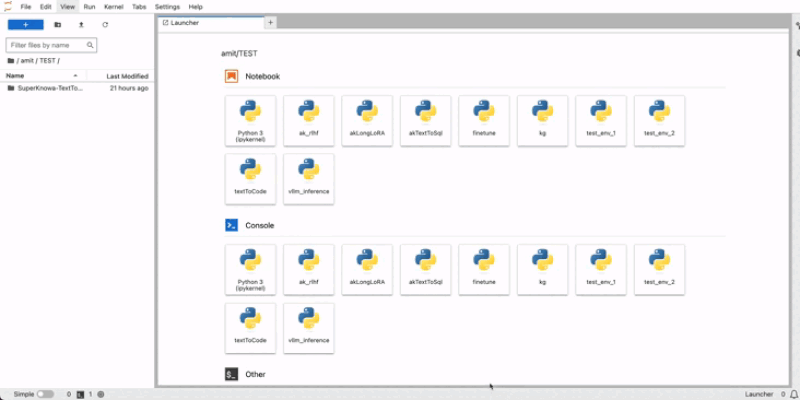 File Edit View Run Kernel Tabs Settings Help
+
Filter files by name
/ amit / TEST /
Name Last Modified
SuperKnowa-TextTo... 21 hours ago
Launcher
+
amit/TEST
Notebook
Python 3 (ipykernel) ak_rlhf akLongLoRA akTextToSql finetune kg test_env_1 test_env_2
textToCode vllm_inference
Console
Python 3 (ipykernel) ak_rlhf akLongLoRA akTextToSql finetune kg test_env_1 test_env_2
textToCode vllm_inference
$_ Other
Simple 0 1 Launcher 0